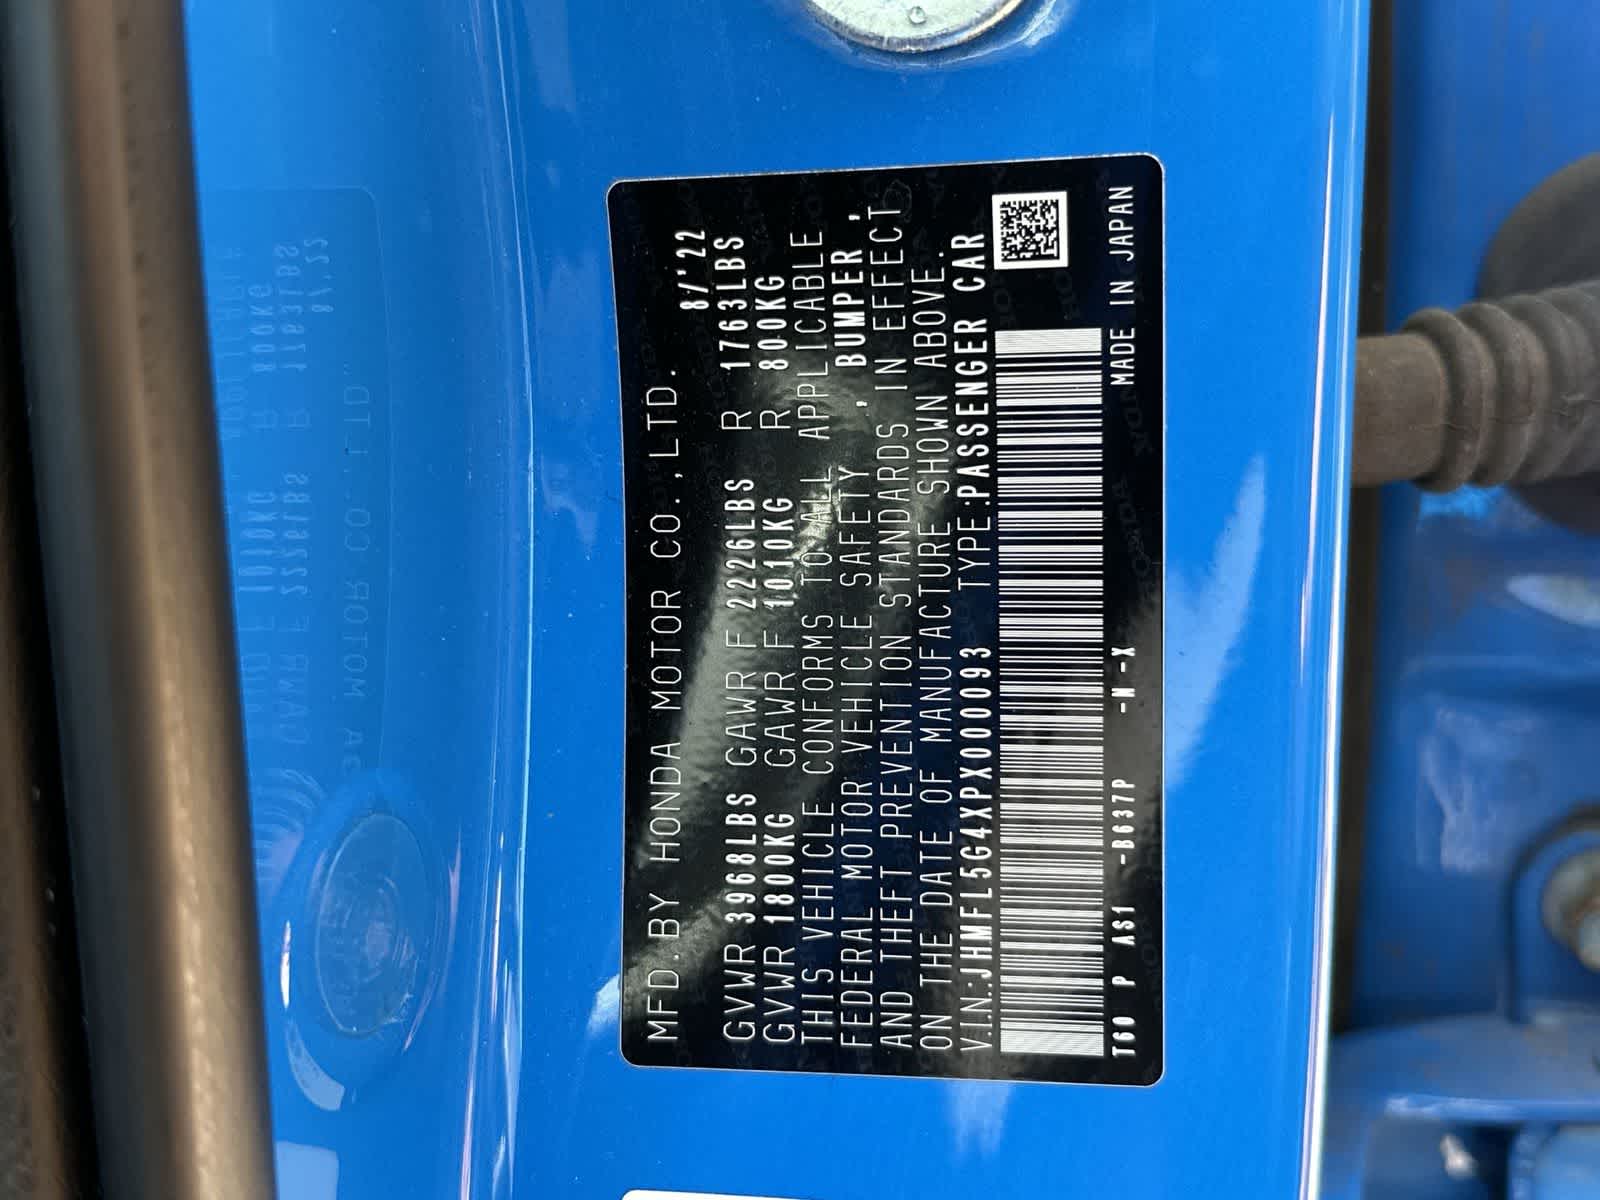 MFD.BY HONDA MOTOR CO.,LTD. 8/'22
GVWR 3968LBS GAWR F 2226LBS R 1763LBS
GVWR 1800KG GAWR F 1010KG R 800KG
THIS VEHICLE CONFORMS TO ALL APPLICABLE
FEDERAL MOTOR VEHICLE SAFETY , BUMPER ,
AND THEFT PREVENTION STANDARDS IN EFFECT
ON THE DATE OF MANUFACTURE SHOWN ABOVE.
V.I.N.:JHMFL5G4XPX000093 TYPE:PASSENGER CAR
MADE IN JAPAN
T60 P AS1 -B637P -N -X